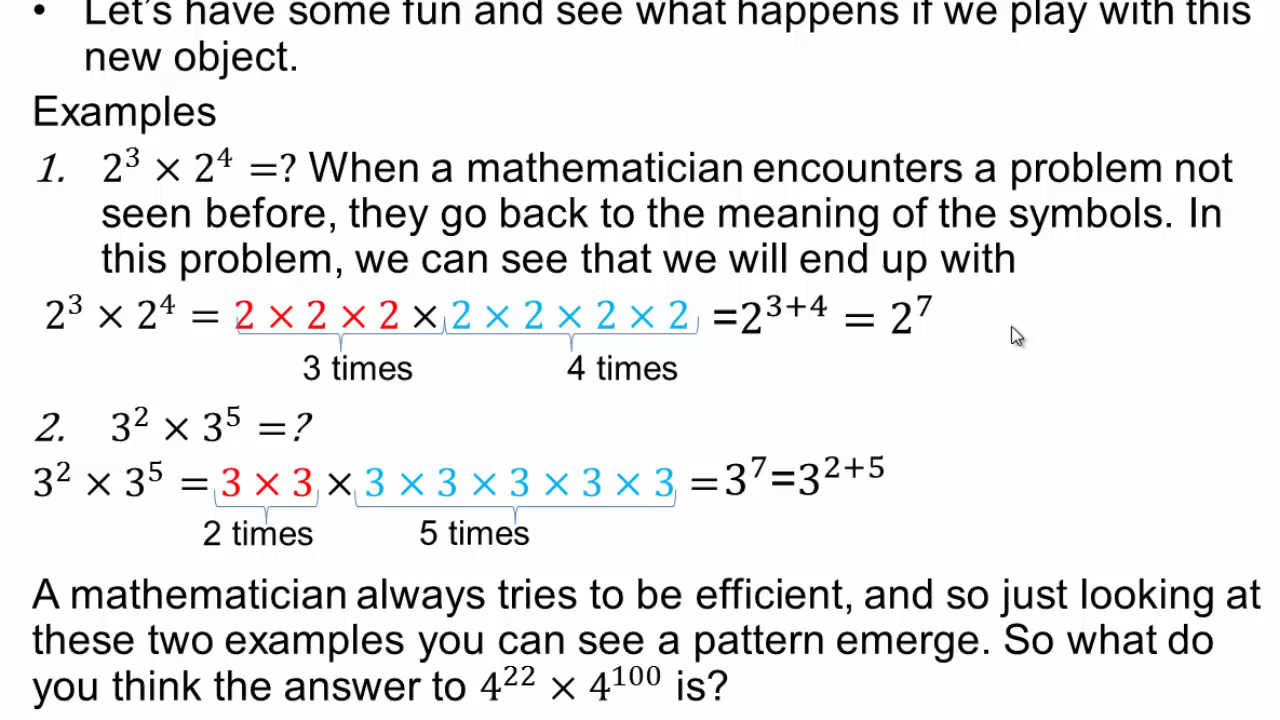 • Let's have some fun and see what happens if we play with this
new object.
Examples
1. 2³ × 2⁴ =? When a mathematician encounters a problem not
seen before, they go back to the meaning of the symbols. In
this problem, we can see that we will end up with
2³ × 2⁴ = 2 × 2 × 2 × 2 × 2 × 2 × 2 =2³⁺⁴ = 2⁷
3 times 4 times
2. 3² × 3⁵ =?
3² × 3⁵ = 3 × 3 × 3 × 3 × 3 × 3 × 3 =3⁷=3²⁺⁵
2 times 5 times
A mathematician always tries to be efficient, and so just looking at
these two examples you can see a pattern emerge. So what do
you think the answer to 4²² × 4¹⁰⁰ is?